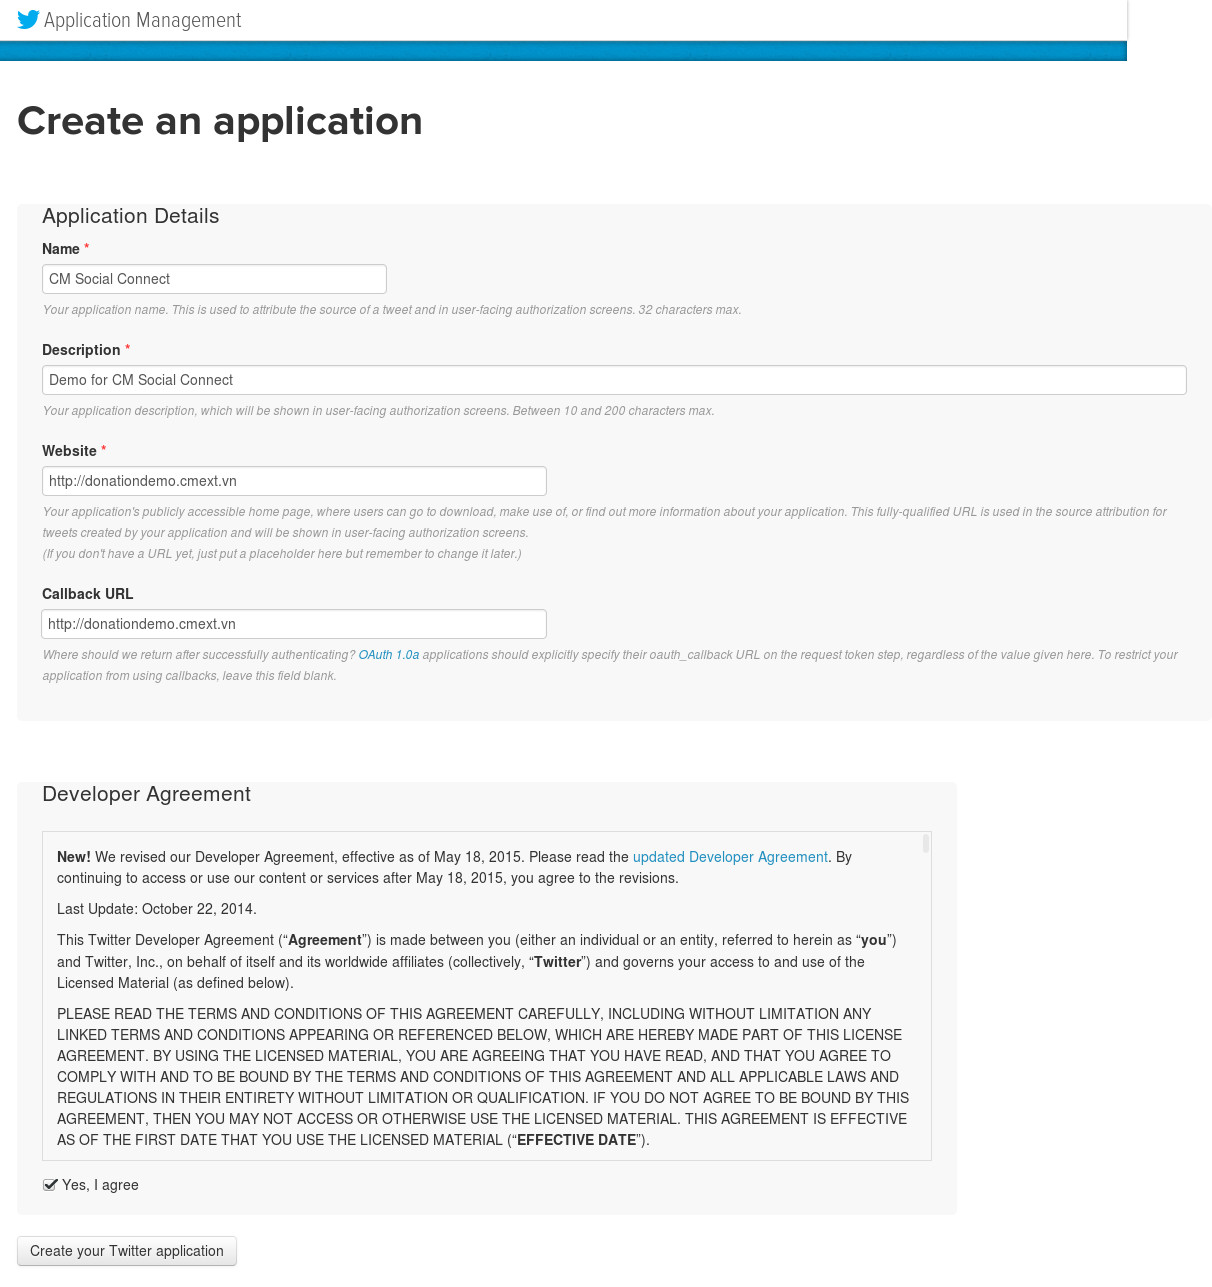 Application Management
Create an application
Application Details
Name *
CM Social Connect
Your application name. This is used to attribute the source of a tweet and in user-facing authorization screens. 32 characters max.
Description *
Demo for CM Social Connect
Your application description, which will be shown in user-facing authorization screens. Between 10 and 200 characters max.
Website *
http://donationdemo.cmext.vn
Your application's publicly accessible home page, where users can go to download, make use of, or find out more information about your application. This fully-qualified URL is used in the source attribution for
tweets created by your application and will be shown in user-facing authorization screens.
(If you don't have a URL yet, just put a placeholder here but remember to change it later.)
Callback URL
http://donationdemo.cmext.vn
Where should we return after successfully authenticating? OAuth 1.0a applications should explicitly specify their oauth_callback URL on the request token step, regardless of the value given here. To restrict your
application from using callbacks, leave this field blank.
Developer Agreement
New! We revised our Developer Agreement, effective as of May 18, 2015. Please read the updated Developer Agreement. By
continuing to access or use our content or services after May 18, 2015, you agree to the revisions.
Last Update: October 22, 2014.
This Twitter Developer Agreement (“Agreement”) is made between you (either an individual or an entity, referred to herein as “you”)
and Twitter, Inc., on behalf of itself and its worldwide affiliates (collectively, “Twitter”) and governs your access to and use of the
Licensed Material (as defined below).
PLEASE READ THE TERMS AND CONDITIONS OF THIS AGREEMENT CAREFULLY, INCLUDING WITHOUT LIMITATION ANY
LINKED TERMS AND CONDITIONS APPEARING OR REFERENCED BELOW, WHICH ARE HEREBY MADE PART OF THIS LICENSE
AGREEMENT. BY USING THE LICENSED MATERIAL, YOU ARE AGREEING THAT YOU HAVE READ, AND THAT YOU AGREE TO
COMPLY WITH AND TO BE BOUND BY THE TERMS AND CONDITIONS OF THIS AGREEMENT AND ALL APPLICABLE LAWS AND
REGULATIONS IN THEIR ENTIRETY WITHOUT LIMITATION OR QUALIFICATION. IF YOU DO NOT AGREE TO BE BOUND BY THIS
AGREEMENT, THEN YOU MAY NOT ACCESS OR OTHERWISE USE THE LICENSED MATERIAL. THIS AGREEMENT IS EFFECTIVE
AS OF THE FIRST DATE THAT YOU USE THE LICENSED MATERIAL (“EFFECTIVE DATE”).
Yes, I agree
Create your Twitter application